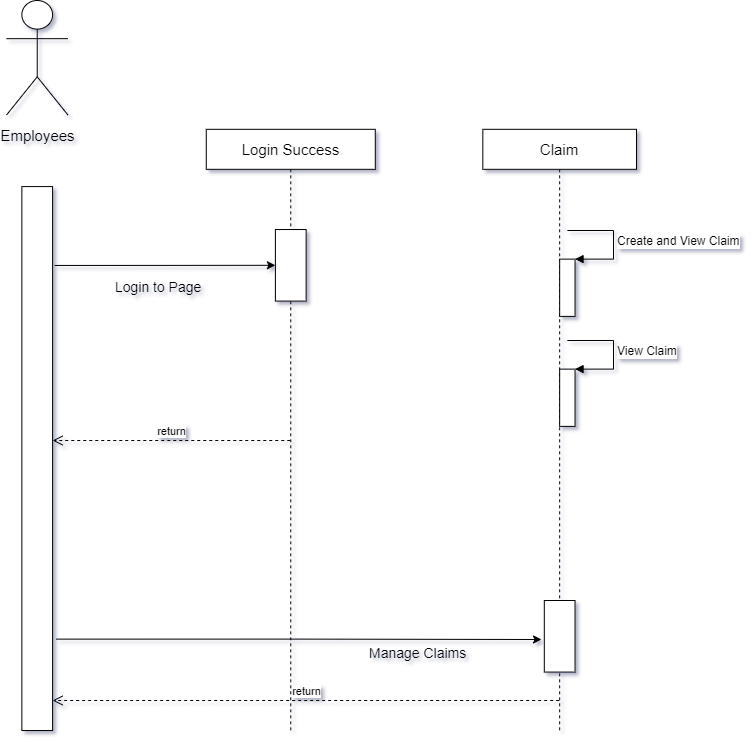 Employees
Login Success
Claim
Create and View Claim
Login to Page
View Claim
return
Manage Claims
return